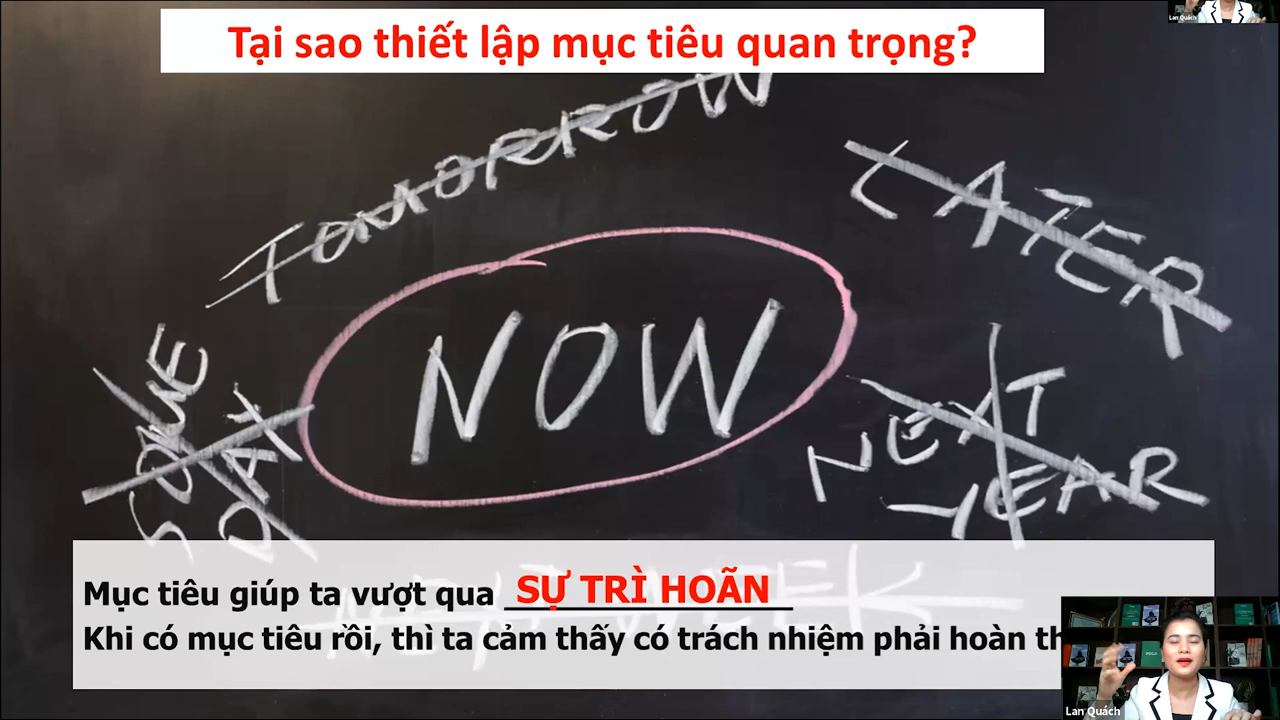 Lan Quách
Tại sao thiết lập mục tiêu quan trọng?
TOMORROW
LATER
NOW
SOME
DAY
NEXT
YEAR
Mục tiêu giúp ta vượt qua SỰ TRÌ HOÃN
Khi có mục tiêu rồi, thì ta cảm thấy có trách nhiệm phải hoàn
Lan Quách